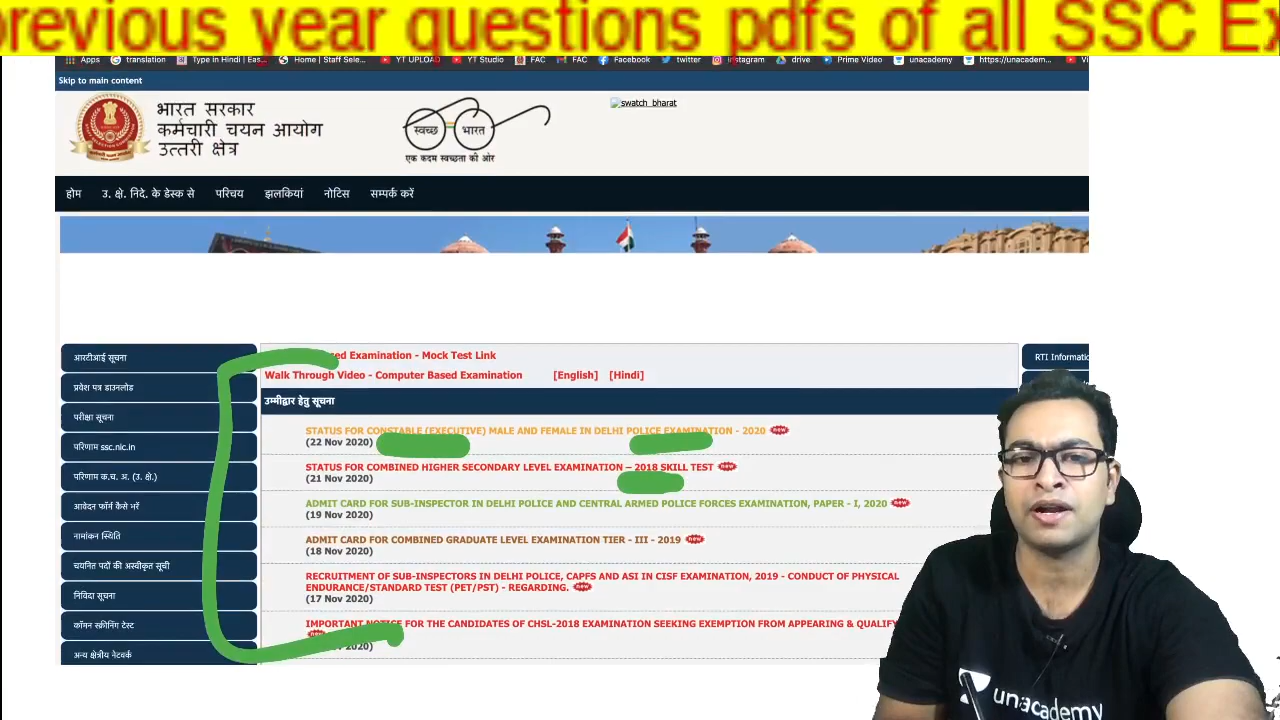 previous year questions pdfs of all SSC Ex
Apps translation Type in Hindi | Eas... Home | Staff Sele... YT UPLOAD YT Studio FAC FAC Facebook twitter instagram drive Prime Video unacademy https://unacadem...
Skip to main content
भारत सरकार
कर्मचारी चयन आयोग
उत्तरी क्षेत्र
स्वच्छ भारत
एक कदम स्वच्छता की ओर
swatch_bharat
होम उ. क्षे. निदे. के डेस्क से परिचय झलकियां नोटिस सम्पर्क करें
आरटीआई सूचना
प्रवेश पत्र डाउनलोड
परीक्षा सूचना
परिणाम ssc.nic.in
परिणाम क.च. अ. (उ. क्षे.)
आवेदन फॉर्म कैसे भरें
नामांकन स्थिति
चयनित पदों की अस्वीकृत सूची
निविदा सूचना
कॉमन स्क्रीनिंग टेस्ट
अन्य क्षेत्रीय नेटवर्क
Examination - Mock Test Link
Walk Through Video - Computer Based Examination [English] [Hindi]
उम्मीद्वार हेतु सूचना
STATUS FOR CONSTABLE (EXECUTIVE) MALE AND FEMALE IN DELHI POLICE EXAMINATION - 2020 new
(22 Nov 2020)
STATUS FOR COMBINED HIGHER SECONDARY LEVEL EXAMINATION – 2018 SKILL TEST new
(21 Nov 2020)
ADMIT CARD FOR SUB-INSPECTOR IN DELHI POLICE AND CENTRAL ARMED POLICE FORCES EXAMINATION, PAPER - I, 2020 new
(19 Nov 2020)
ADMIT CARD FOR COMBINED GRADUATE LEVEL EXAMINATION TIER - III - 2019 new
(18 Nov 2020)
RECRUITMENT OF SUB-INSPECTORS IN DELHI POLICE, CAPFS AND ASI IN CISF EXAMINATION, 2019 - CONDUCT OF PHYSICAL
ENDURANCE/STANDARD TEST (PET/PST) - REGARDING. new
(17 Nov 2020)
IMPORTANT NOTICE FOR THE CANDIDATES OF CHSL-2018 EXAMINATION SEEKING EXEMPTION FROM APPEARING & QUALIFY
2020)
RTI Informatio
unacademy